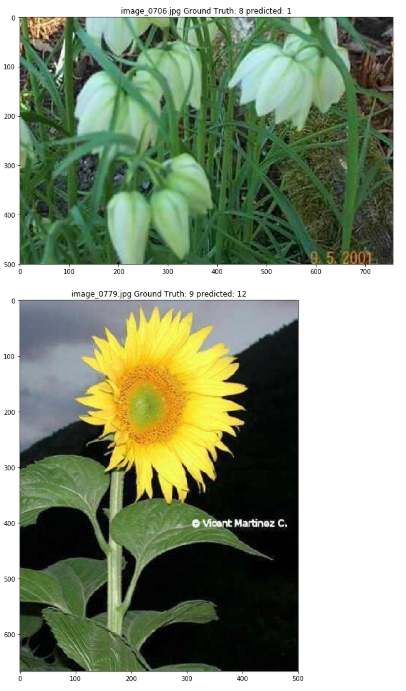 image_0706.jpg Ground Truth: 8 predicted: 1
0
100
200
300
400
500
9. 5. 2001
0 100 200 300 400 500 600 700
image_0779.jpg Ground Truth: 9 predicted: 12
0
100
200
300
400
© Vicent Martinez C.
500
600
0 100 200 300 400 500